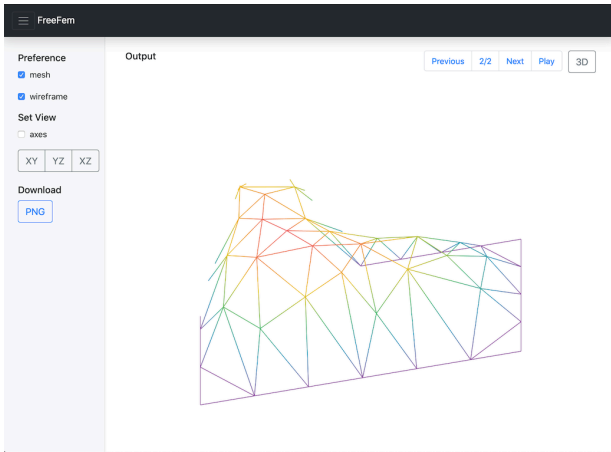 FreeFem
Preference
mesh
wireframe
Set View
axes
XY YZ XZ
Download
PNG
Output
Previous 2/2 Next Play 3D